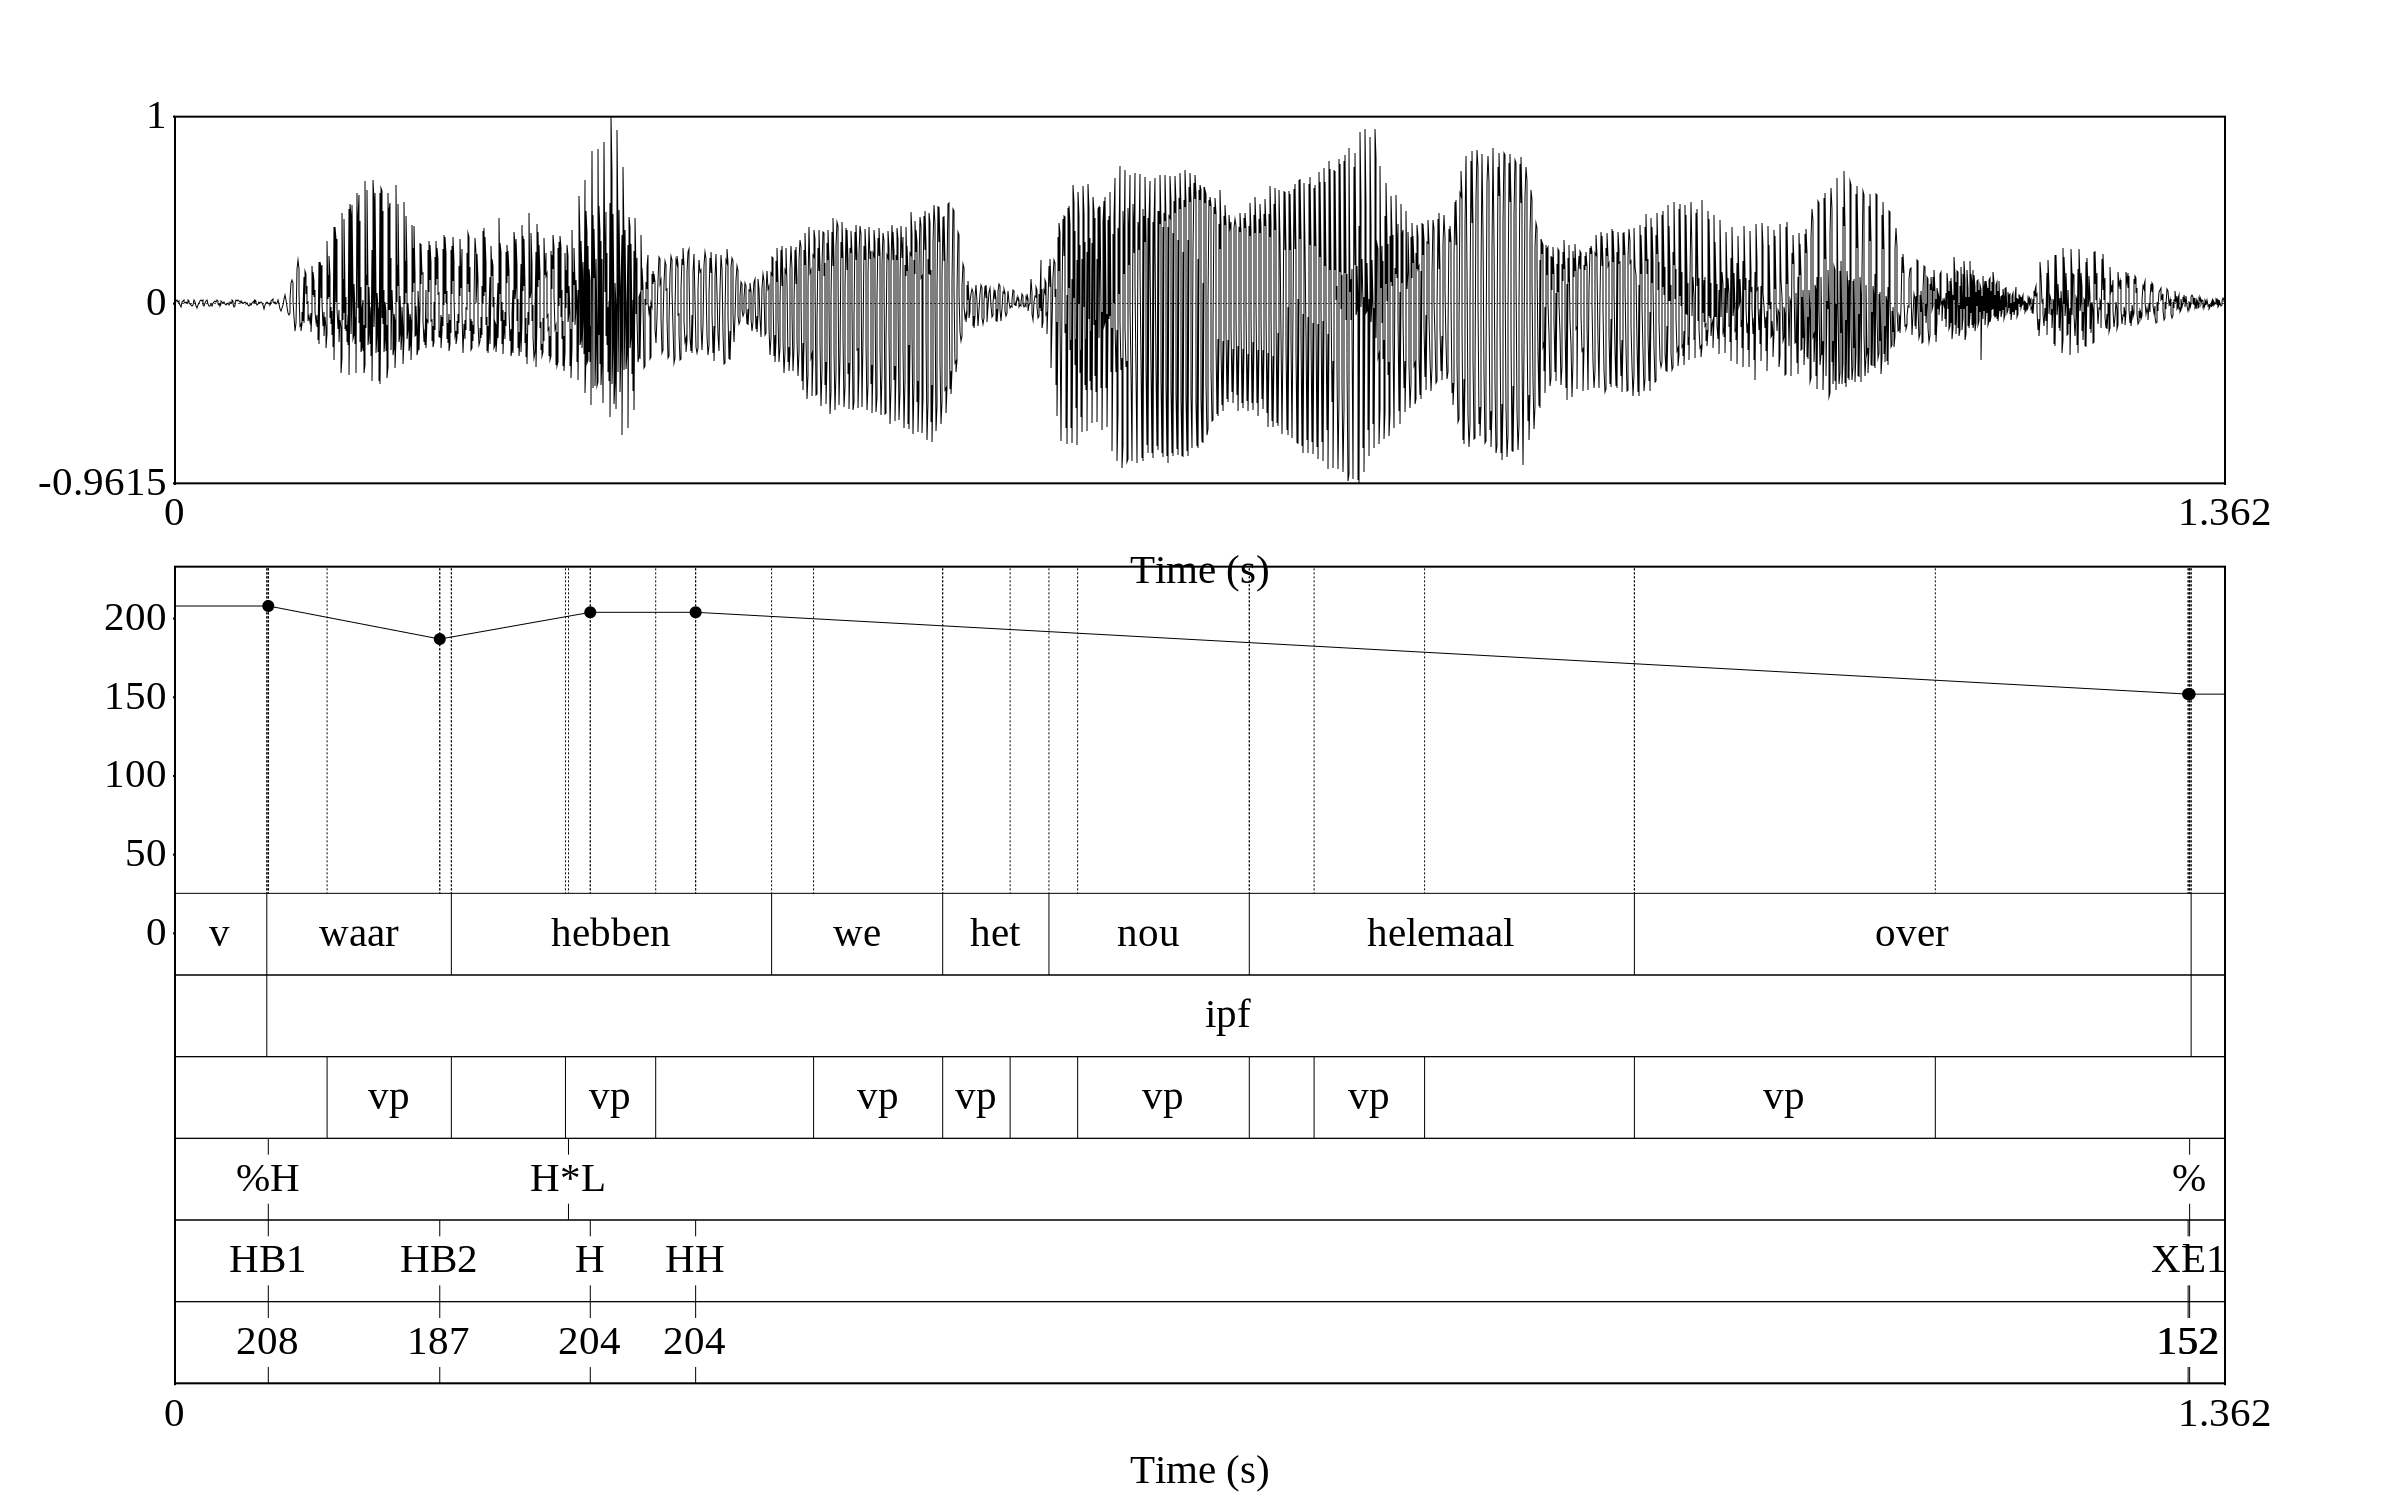 1
0
-0.9615
0 1.362
Time (s)
200
150
100
50
0 v waar hebben we het nou helemaal over
ipf
vp vp vp vp vp vp vp
%H H*L %
HB1 HB2 H HH XE1
208 187 204 204 152
0 1.362
Time (s)